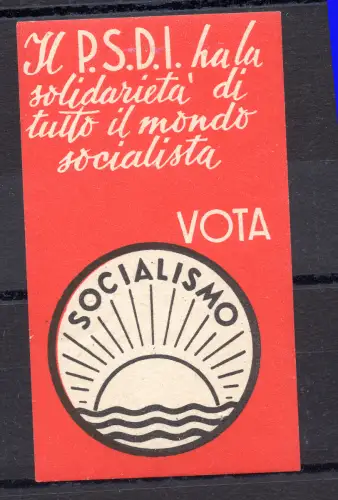 Il P.S.D.I. ha la
solidarietà di
tutto il mondo
socialista
VOTA
SOCIALISMO